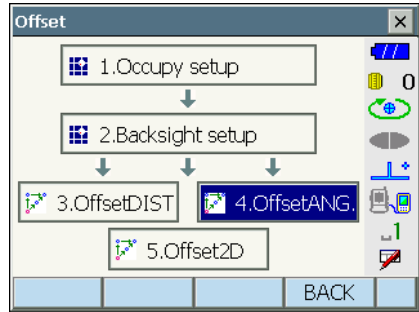 Offset
1.Occupy setup
0
2.Backsight setup
3.OffsetDIST
4.OffsetANG.
1
5.Offset2D
BACK